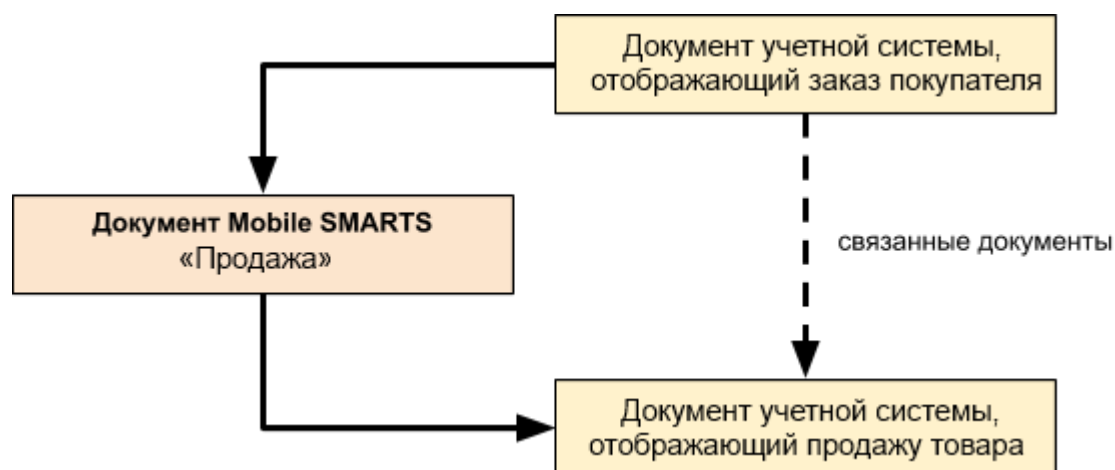 Документ учетной системы,
отображающий заказ покупателя
Документ Mobile SMARTS
«Продажа»
связанные документы
Документ учетной системы,
отображающий продажу товара